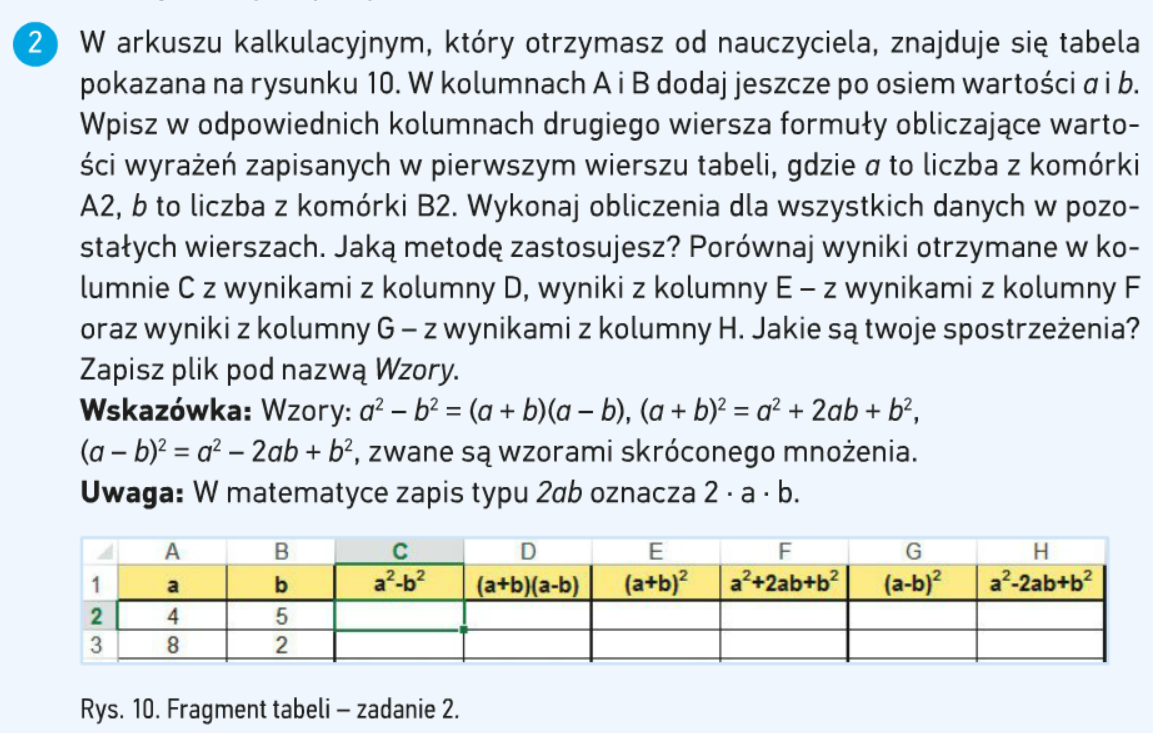 2 W arkuszu kalkulacyjnym, który otrzymasz od nauczyciela, znajduje się tabela
pokazana na rysunku 10. W kolumnach A i B dodaj jeszcze po osiem wartości a i b.
Wpisz w odpowiednich kolumnach drugiego wiersza formuły obliczające warto-
ści wyrażeń zapisanych w pierwszym wierszu tabeli, gdzie a to liczba z komórki
A2, b to liczba z komórki B2. Wykonaj obliczenia dla wszystkich danych w pozo-
stałych wierszach. Jaką metodę zastosujesz? Porównaj wyniki otrzymane w ko-
lumnie C z wynikami z kolumny D, wyniki z kolumny E – z wynikami z kolumny F
oraz wyniki z kolumny G – z wynikami z kolumny H. Jakie są twoje spostrzeżenia?
Zapisz plik pod nazwą Wzory.
Wskazówka: Wzory: a² – b² = (a + b)(a – b), (a + b)² = a² + 2ab + b²,
(a – b)² = a² – 2ab + b², zwane są wzorami skróconego mnożenia.
Uwaga: W matematyce zapis typu 2ab oznacza 2 · a · b.
A B C D E F G H
1 a b a²-b² (a+b)(a-b) (a+b)² a²+2ab+b² (a-b)² a²-2ab+b²
2 4 5
3 8 2
Rys. 10. Fragment tabeli – zadanie 2.